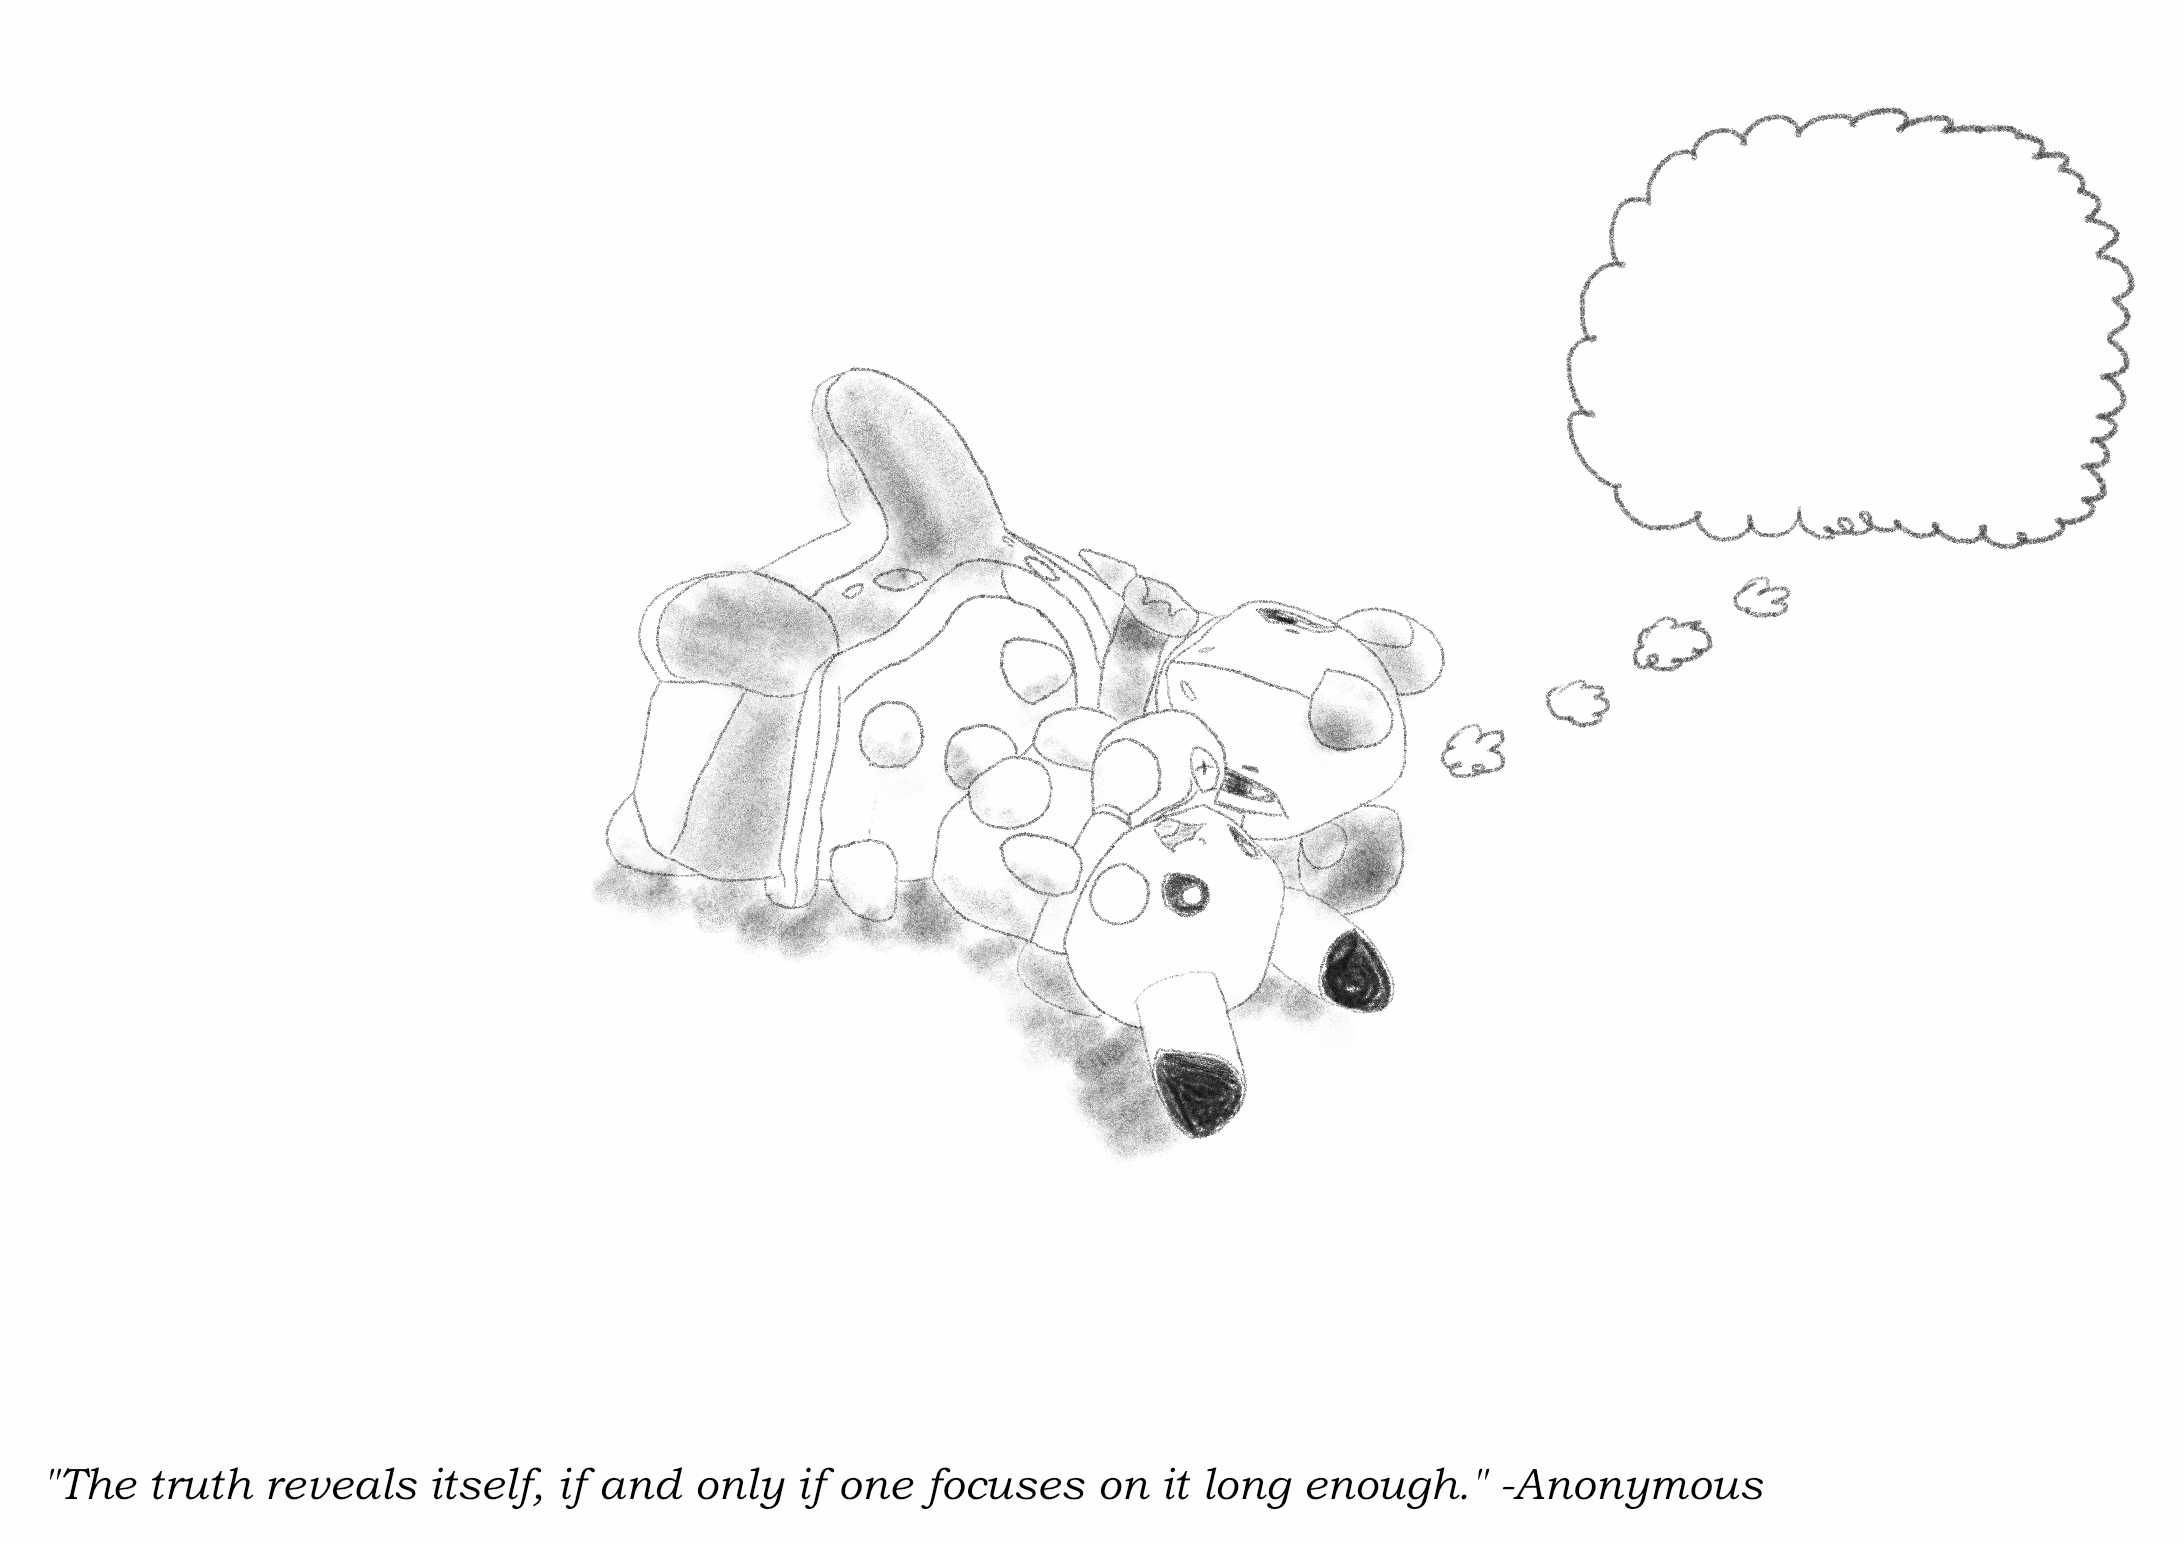 "The truth reveals itself, if and only if one focuses on it long enough." -Anonymous